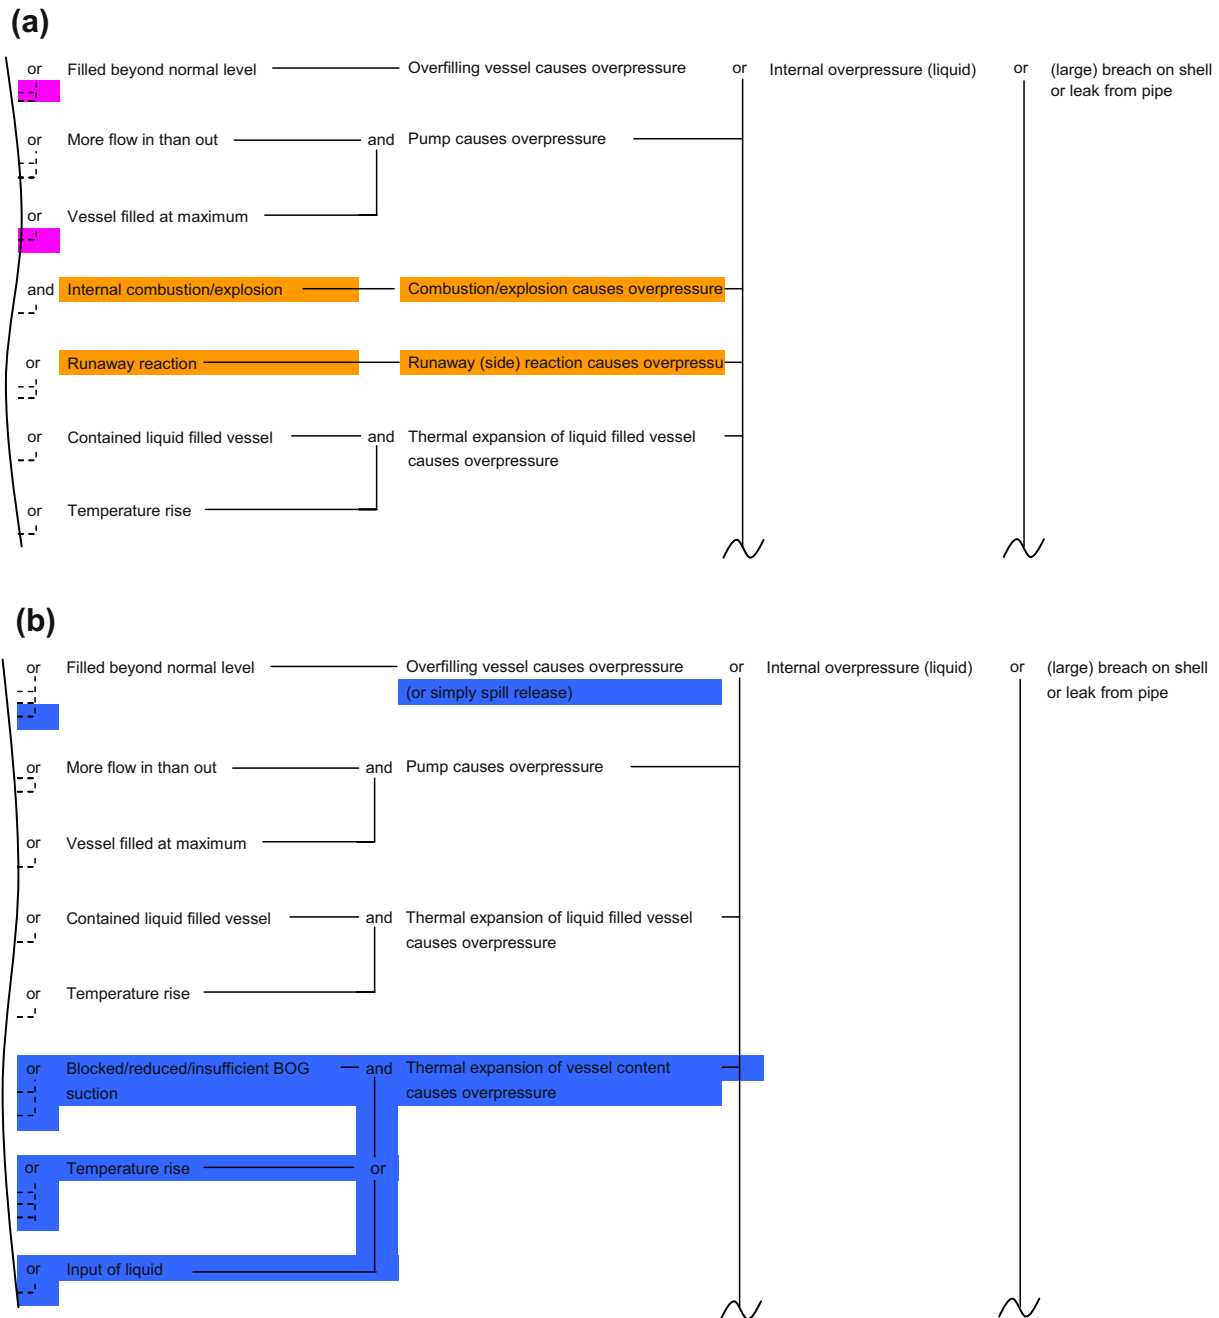 (a)
or Filled beyond normal level Overfilling vessel causes overpressure or Internal overpressure (liquid) or (large) breach on shell
or leak from pipe
or More flow in than out and Pump causes overpressure
or Vessel filled at maximum
and Internal combustion/explosion Combustion/explosion causes overpressure
or Runaway reaction Runaway (side) reaction causes overpressu
or Contained liquid filled vessel and Thermal expansion of liquid filled vessel
causes overpressure
or Temperature rise
(b)
or Filled beyond normal level Overfilling vessel causes overpressure or Internal overpressure (liquid) or (large) breach on shell
(or simply spill release) or leak from pipe
or More flow in than out and Pump causes overpressure
or Vessel filled at maximum
or Contained liquid filled vessel and Thermal expansion of liquid filled vessel
causes overpressure
or Temperature rise
or Blocked/reduced/insufficient BOG and Thermal expansion of vessel content
suction causes overpressure
or Temperature rise or
or Input of liquid